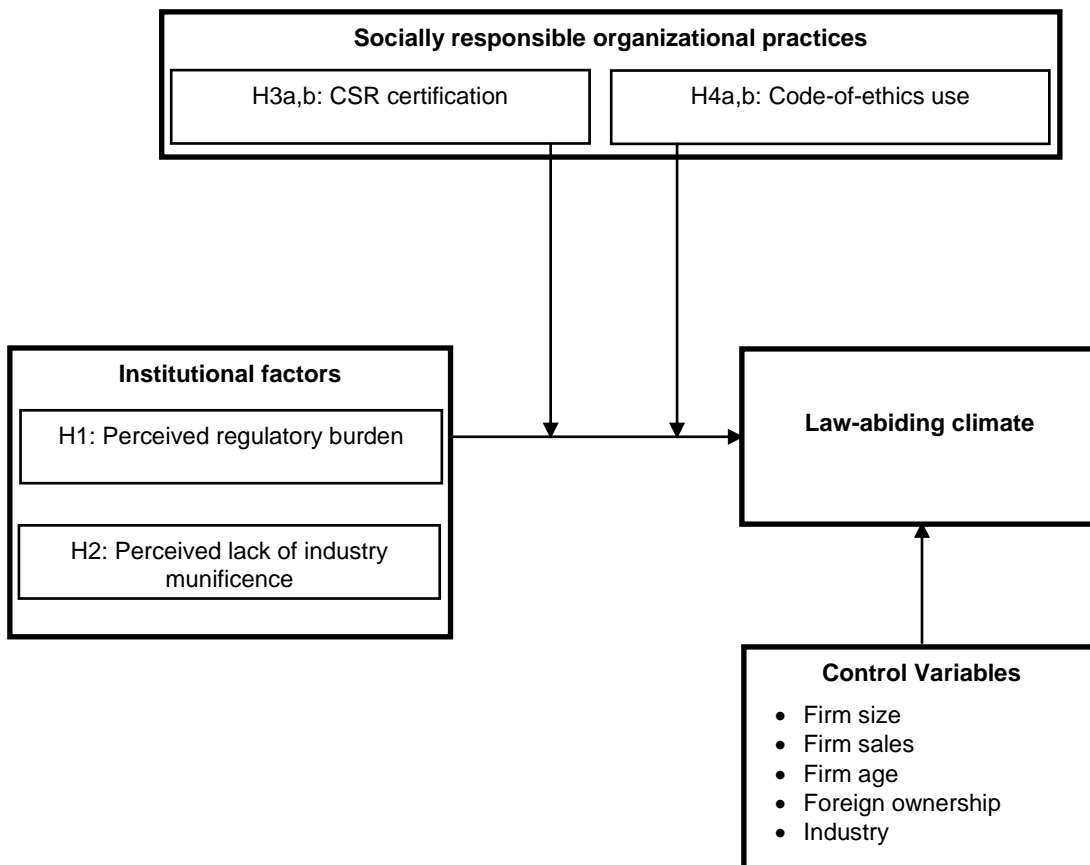 Socially responsible organizational practices
H3a,b: CSR certification
H4a,b: Code-of-ethics use
Institutional factors
H1: Perceived regulatory burden
H2: Perceived lack of industry
munificence
Law-abiding climate
Control Variables
• Firm size
• Firm sales
• Firm age
• Foreign ownership
• Industry